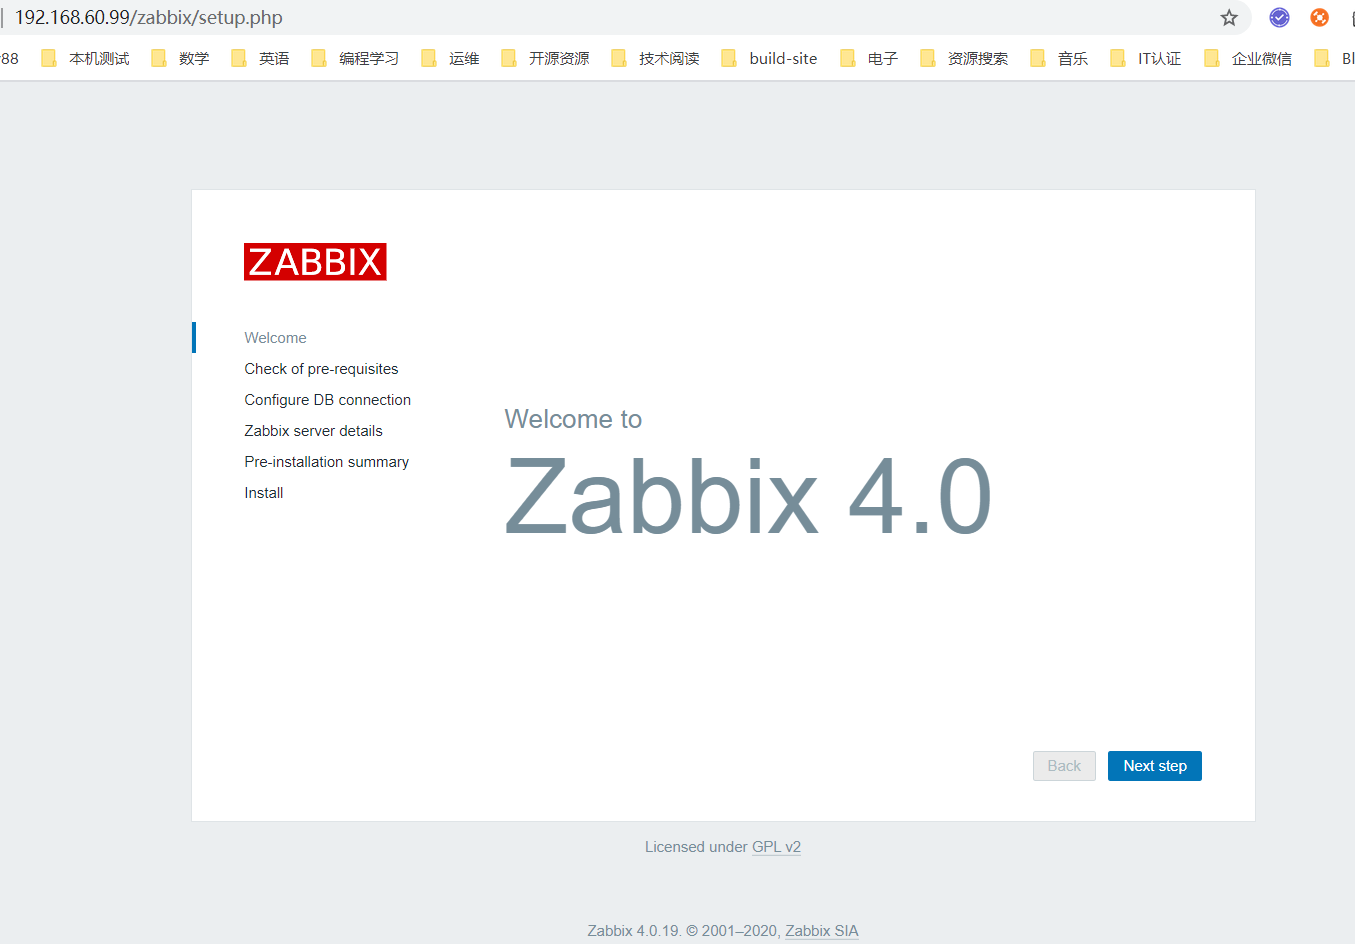 192.168.60.99/zabbix/setup.php
88 本机测试 数学 英语 编程学习 运维 开源资源 技术阅读 build-site 电子 资源搜索 音乐 IT认证 企业微信 Bl
ZABBIX
Welcome
Check of pre-requisites
Configure DB connection
Zabbix server details
Pre-installation summary
Install
Welcome to
Zabbix 4.0
Back Next step
Licensed under GPL v2
Zabbix 4.0.19. © 2001–2020, Zabbix SIA